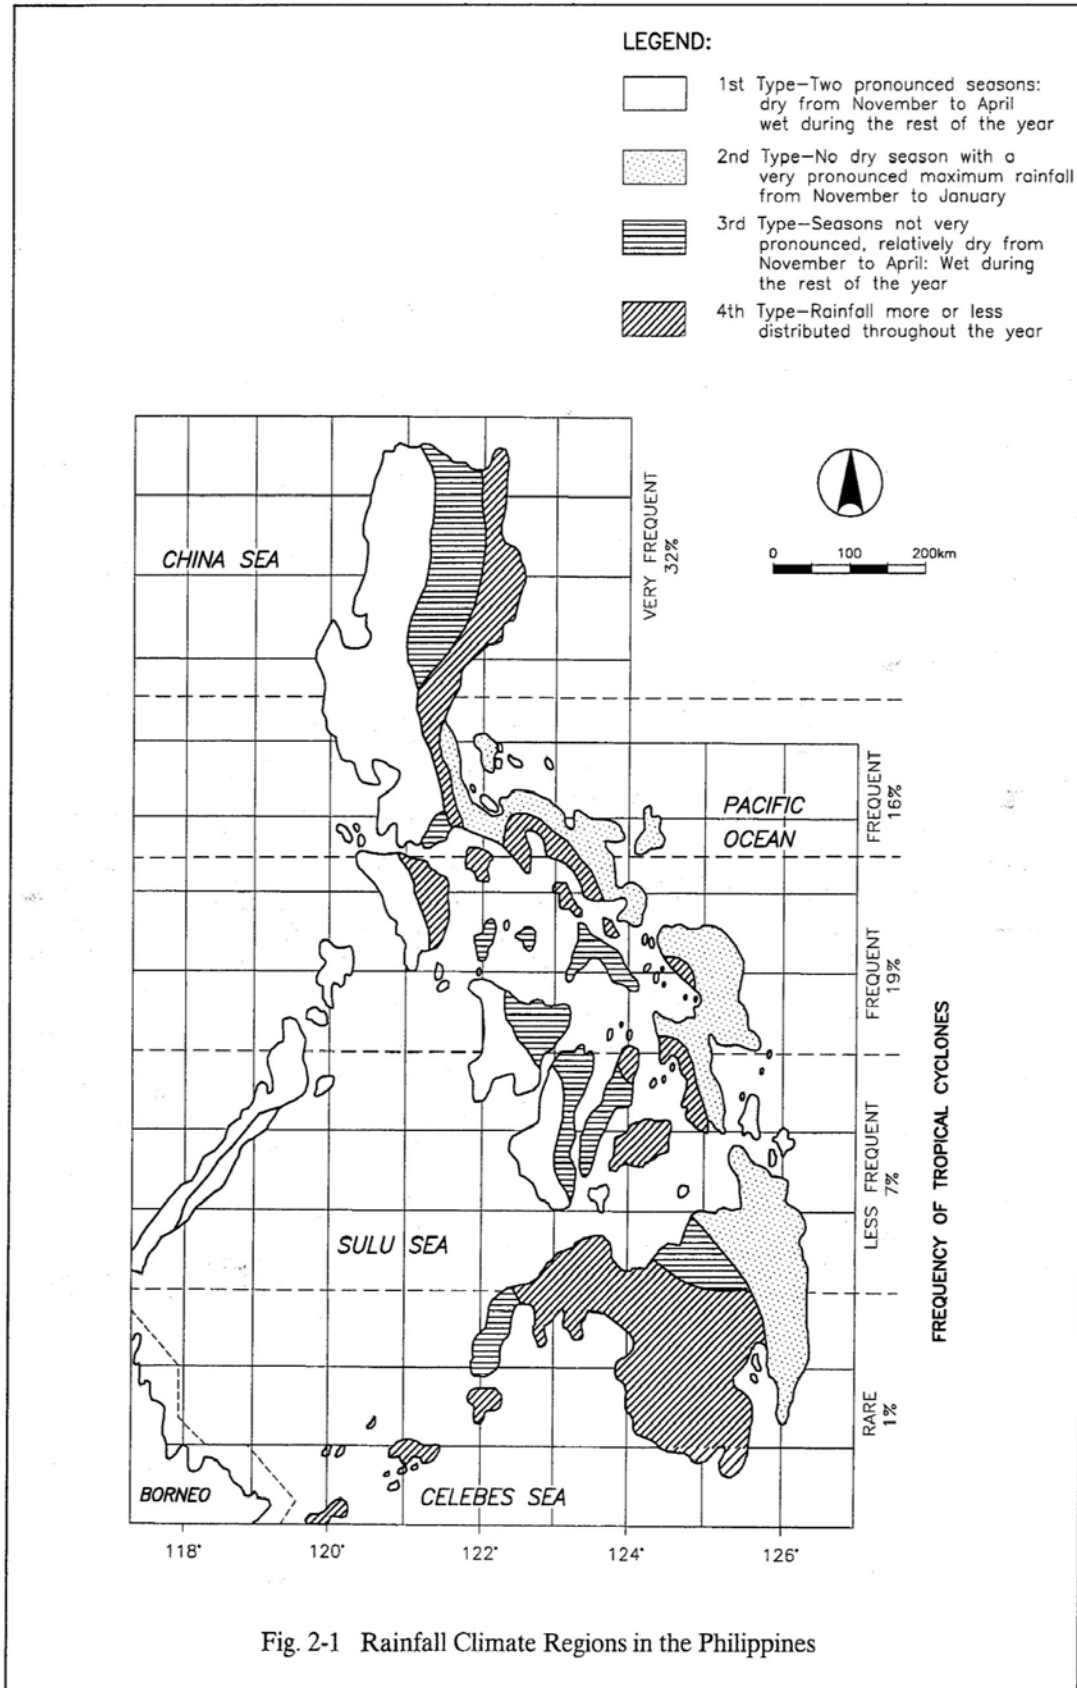 LEGEND:
1st Type—Two pronounced seasons:
dry from November to April
wet during the rest of the year
2nd Type—No dry season with a
very pronounced maximum rainfall
from November to January
3rd Type—Seasons not very
pronounced, relatively dry from
November to April: Wet during
the rest of the year
4th Type—Rainfall more or less
distributed throughout the year
CHINA SEA
VERY FREQUENT
32%
0 100 200km
PACIFIC
OCEAN
FREQUENT
16%
FREQUENT
19%
SULU SEA
LESS FREQUENT
7%
FREQUENCY OF TROPICAL CYCLONES
RARE
1%
BORNEO
CELEBES SEA
118° 120° 122° 124° 126°
Fig. 2-1 Rainfall Climate Regions in the Philippines